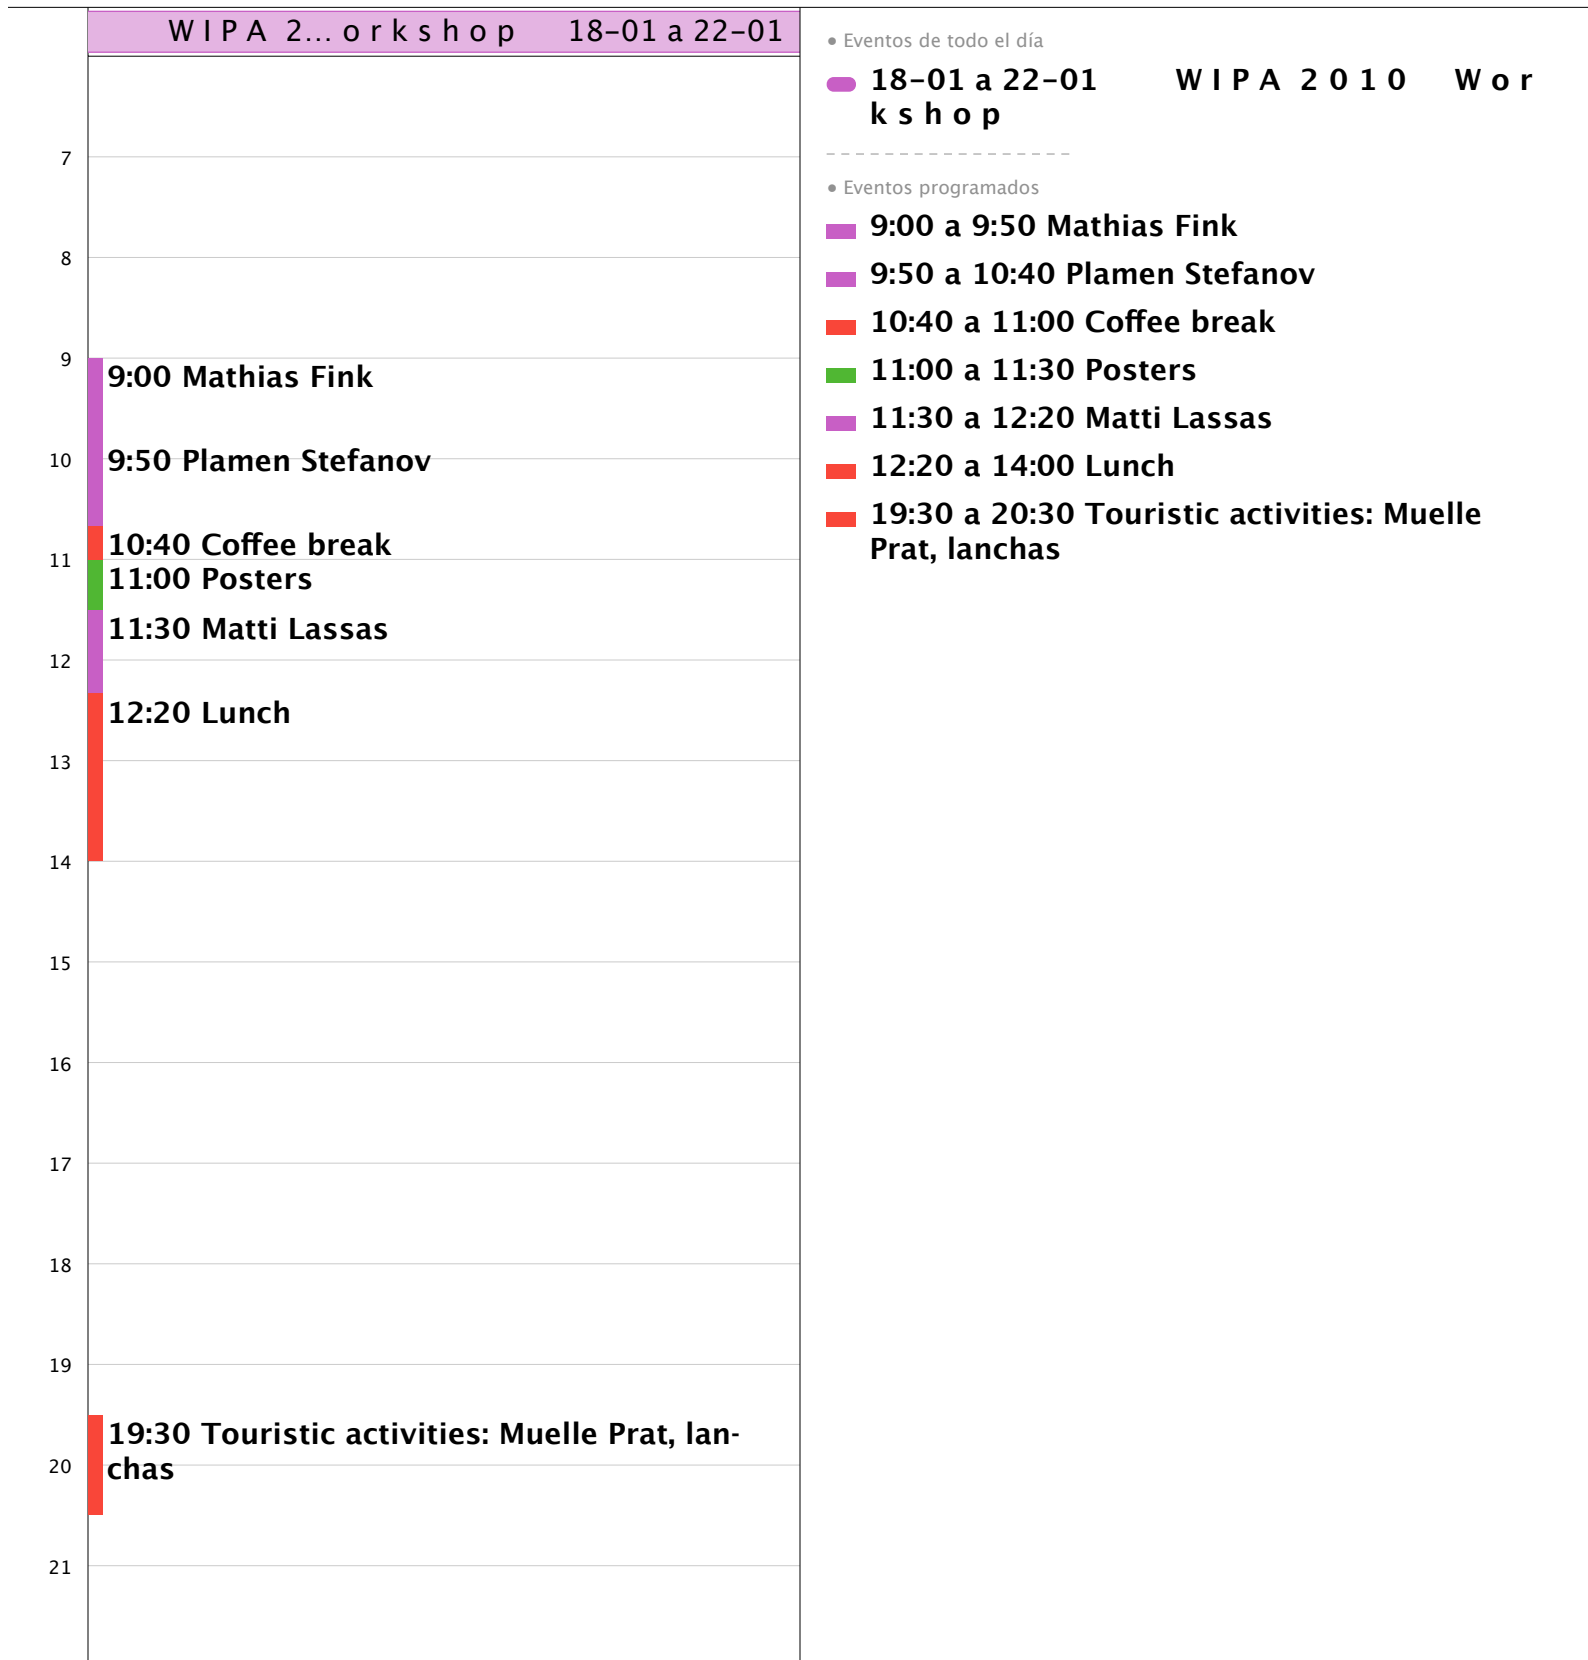 W I P A 2... o r k s h o p 18-01 a 22-01
7
8
9
9:00 Mathias Fink
10
9:50 Plamen Stefanov
10:40 Coffee break
11
11:00 Posters
11:30 Matti Lassas
12
12:20 Lunch
13
14
15
16
17
18
19
19:30 Touristic activities: Muelle Prat, lan-
20
chas
21
• Eventos de todo el día
18-01 a 22-01 W I P A 2 0 1 0 W o r
k s h o p
• Eventos programados
9:00 a 9:50 Mathias Fink
9:50 a 10:40 Plamen Stefanov
10:40 a 11:00 Coffee break
11:00 a 11:30 Posters
11:30 a 12:20 Matti Lassas
12:20 a 14:00 Lunch
19:30 a 20:30 Touristic activities: Muelle
Prat, lanchas